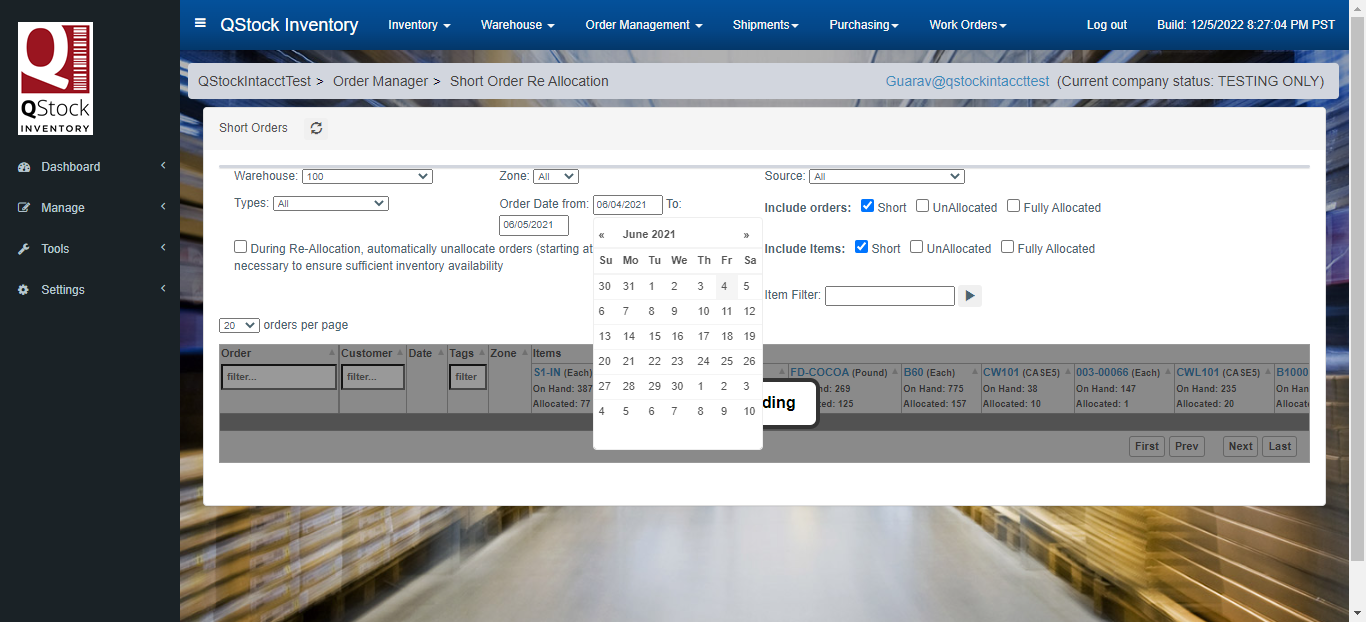 QStock Inventory Inventory Warehouse Order Management Shipments Purchasing Work Orders Log out Build: 12/5/2022 8:27:04 PM PST
Q
QStock
INVENTORY
Dashboard
Manage
Tools
Settings
QStockIntacctTest > Order Manager > Short Order Re Allocation Guarav@qstockintaccttest (Current company status: TESTING ONLY)
Short Orders
Warehouse: 100 Zone: All Source: All
Types: All Order Date from: 06/04/2021 To: Include orders: Short UnAllocated Fully Allocated
06/05/2021
During Re-Allocation, automatically unallocate orders (starting at Include Items: Short UnAllocated Fully Allocated
necessary to ensure sufficient inventory availability
Item Filter:
« June 2021 »
Su Mo Tu We Th Fr Sa
30 31 1 2 3 4 5
6 7 8 9 10 11 12
13 14 15 16 17 18 19
20 21 22 23 24 25 26
27 28 29 30 1 2 3
4 5 6 7 8 9 10
20 orders per page
Order Customer Date Tags Zone Items
filter... filter... filter
S1-IN (Each) FD-COCOA (Pound) B60 (Each) CW101 (CASES) 003-00066 (Each) CWL101 (CASES) B1000
On Hand: 387 nd: 269 On Hand: 775 On Hand: 38 On Hand: 147 On Hand: 235 On Han
Allocated: 77 ed: 125 Allocated: 157 Allocated: 10 Allocated: 1 Allocated: 20 Allocat
ding
First Prev Next Last